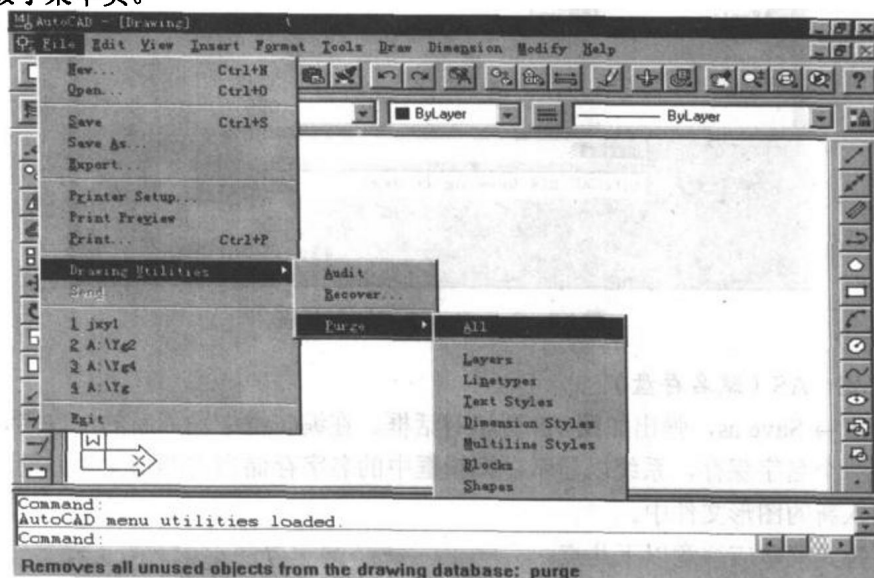 AutoCAD - [Drawing]
File Edit View Insert Format Tools Draw Dimension Modify Help
New... Ctrl+N
Open... Ctrl+O
ByLayer ByLayer
Save Ctrl+S
Save As...
Export...
Printer Setup...
Print Preview
Print... Ctrl+P
Drawing Utilities
Send
Audit
Recover...
Purge
All
Layers
Linetypes
Text Styles
Dimension Styles
Multiline Styles
Blocks
Shapes
1 jxy1
2 A:\Yg2
3 A:\Yg4
4 A:\Yg
Exit
W
X
Command:
AutoCAD menu utilities loaded.
Command:
Removes all unused objects from the drawing database: purge